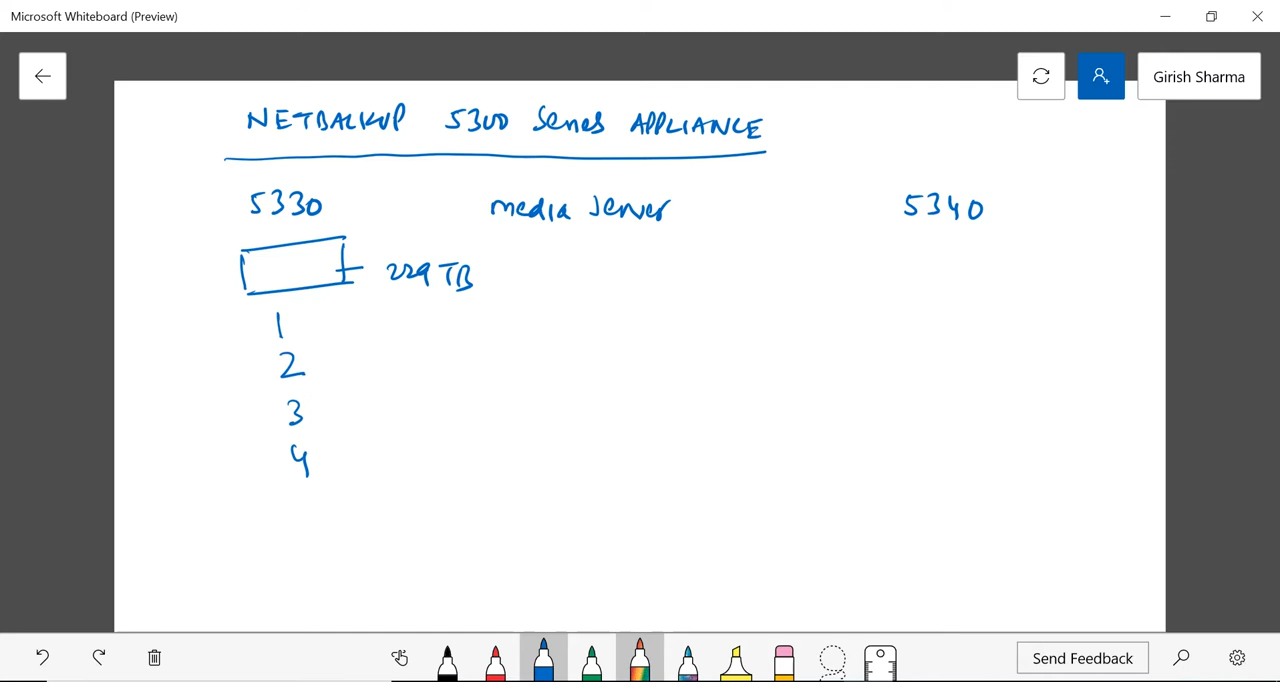 Microsoft Whiteboard (Preview)
Girish Sharma
NETBACKUP 5300 Series APPLIANCE
5330 media server 5340
229 TB
1
2
3
4
Send Feedback